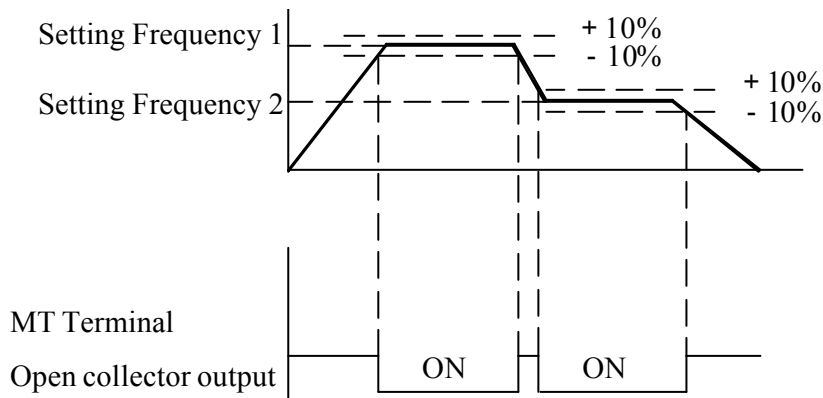 Setting Frequency 1
+ 10%
- 10%
Setting Frequency 2
+ 10%
- 10%
MT Terminal
Open collector output
ON
ON